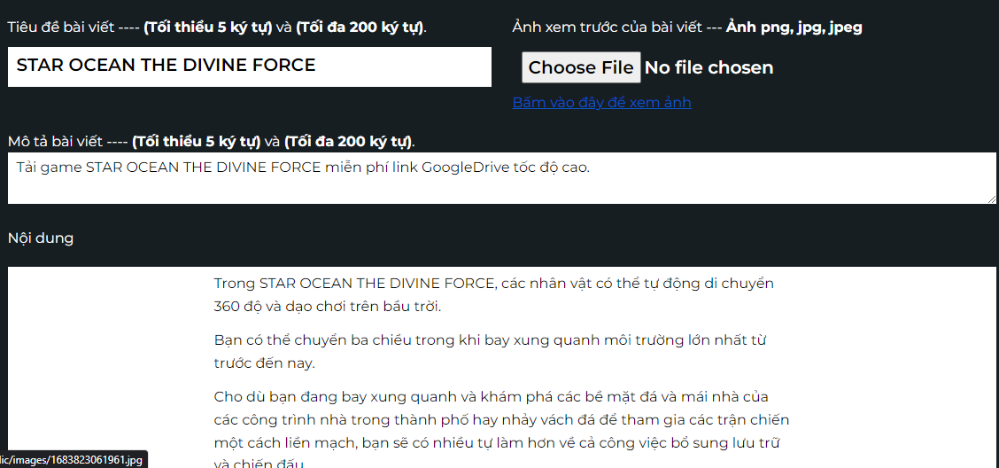 Tiêu đề bài viết ---- (Tối thiểu 5 ký tự) và (Tối đa 200 ký tự).
STAR OCEAN THE DIVINE FORCE
Ảnh xem trước của bài viết --- Ảnh png, jpg, jpeg
Choose File No file chosen
Bấm vào đây để xem ảnh
Mô tả bài viết ---- (Tối thiểu 5 ký tự) và (Tối đa 200 ký tự).
Tải game STAR OCEAN THE DIVINE FORCE miễn phí link GoogleDrive tốc độ cao.
Nội dung
Trong STAR OCEAN THE DIVINE FORCE, các nhân vật có thể tự động di chuyển
360 độ và dạo chơi trên bầu trời.
Bạn có thể chuyển ba chiều trong khi bay xung quanh môi trường lớn nhất từ
trước đến nay.
Cho dù bạn đang bay xung quanh và khám phá các bề mặt đá và mái nhà của
các công trình nhà trong thành phố hay nhảy vách đá để tham gia các trận chiến
một cách liền mạch, bạn sẽ có nhiều tự làm hơn về cả công việc bổ sung lưu trữ
và chiến đấu
lic/images/1683823061961.jpg